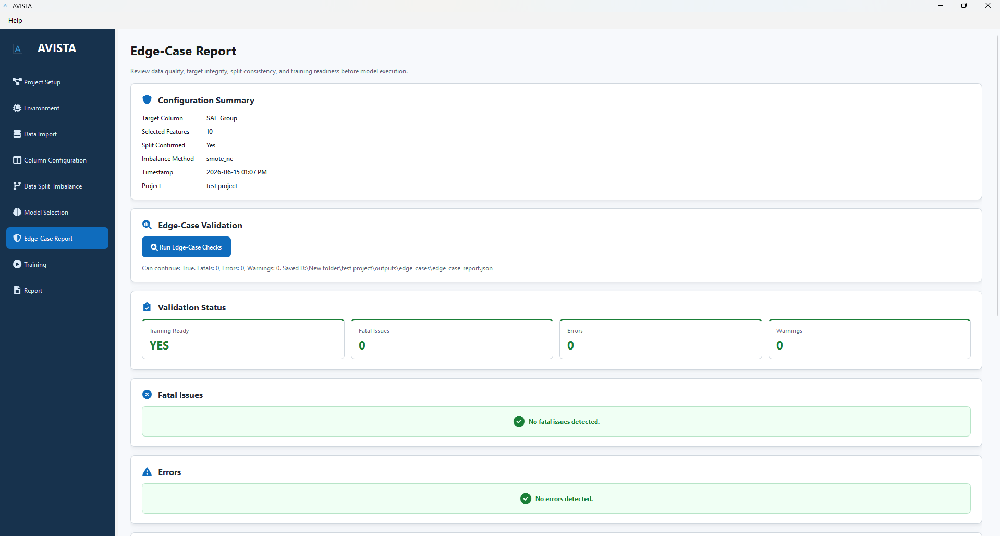 AVISTA
Help
A AVISTA
Project Setup
Environment
Data Import
Column Configuration
Data Split  Imbalance
Model Selection
Edge-Case Report
Training
Report
Edge-Case Report
Review data quality, target integrity, split consistency, and training readiness before model execution.
Configuration Summary
Target Column SAE_Group
Selected Features 10
Split Confirmed Yes
Imbalance Method smote_nc
Timestamp 2026-06-15 01:07 PM
Project test project
Edge-Case Validation
Run Edge-Case Checks
Can continue: True. Fatals: 0, Errors: 0, Warnings: 0. Saved D:\New folder\test project\outputs\edge_cases\edge_case_report.json
Validation Status
Training Ready
YES
Fatal Issues
0
Errors
0
Warnings
0
Fatal Issues
No fatal issues detected.
Errors
No errors detected.